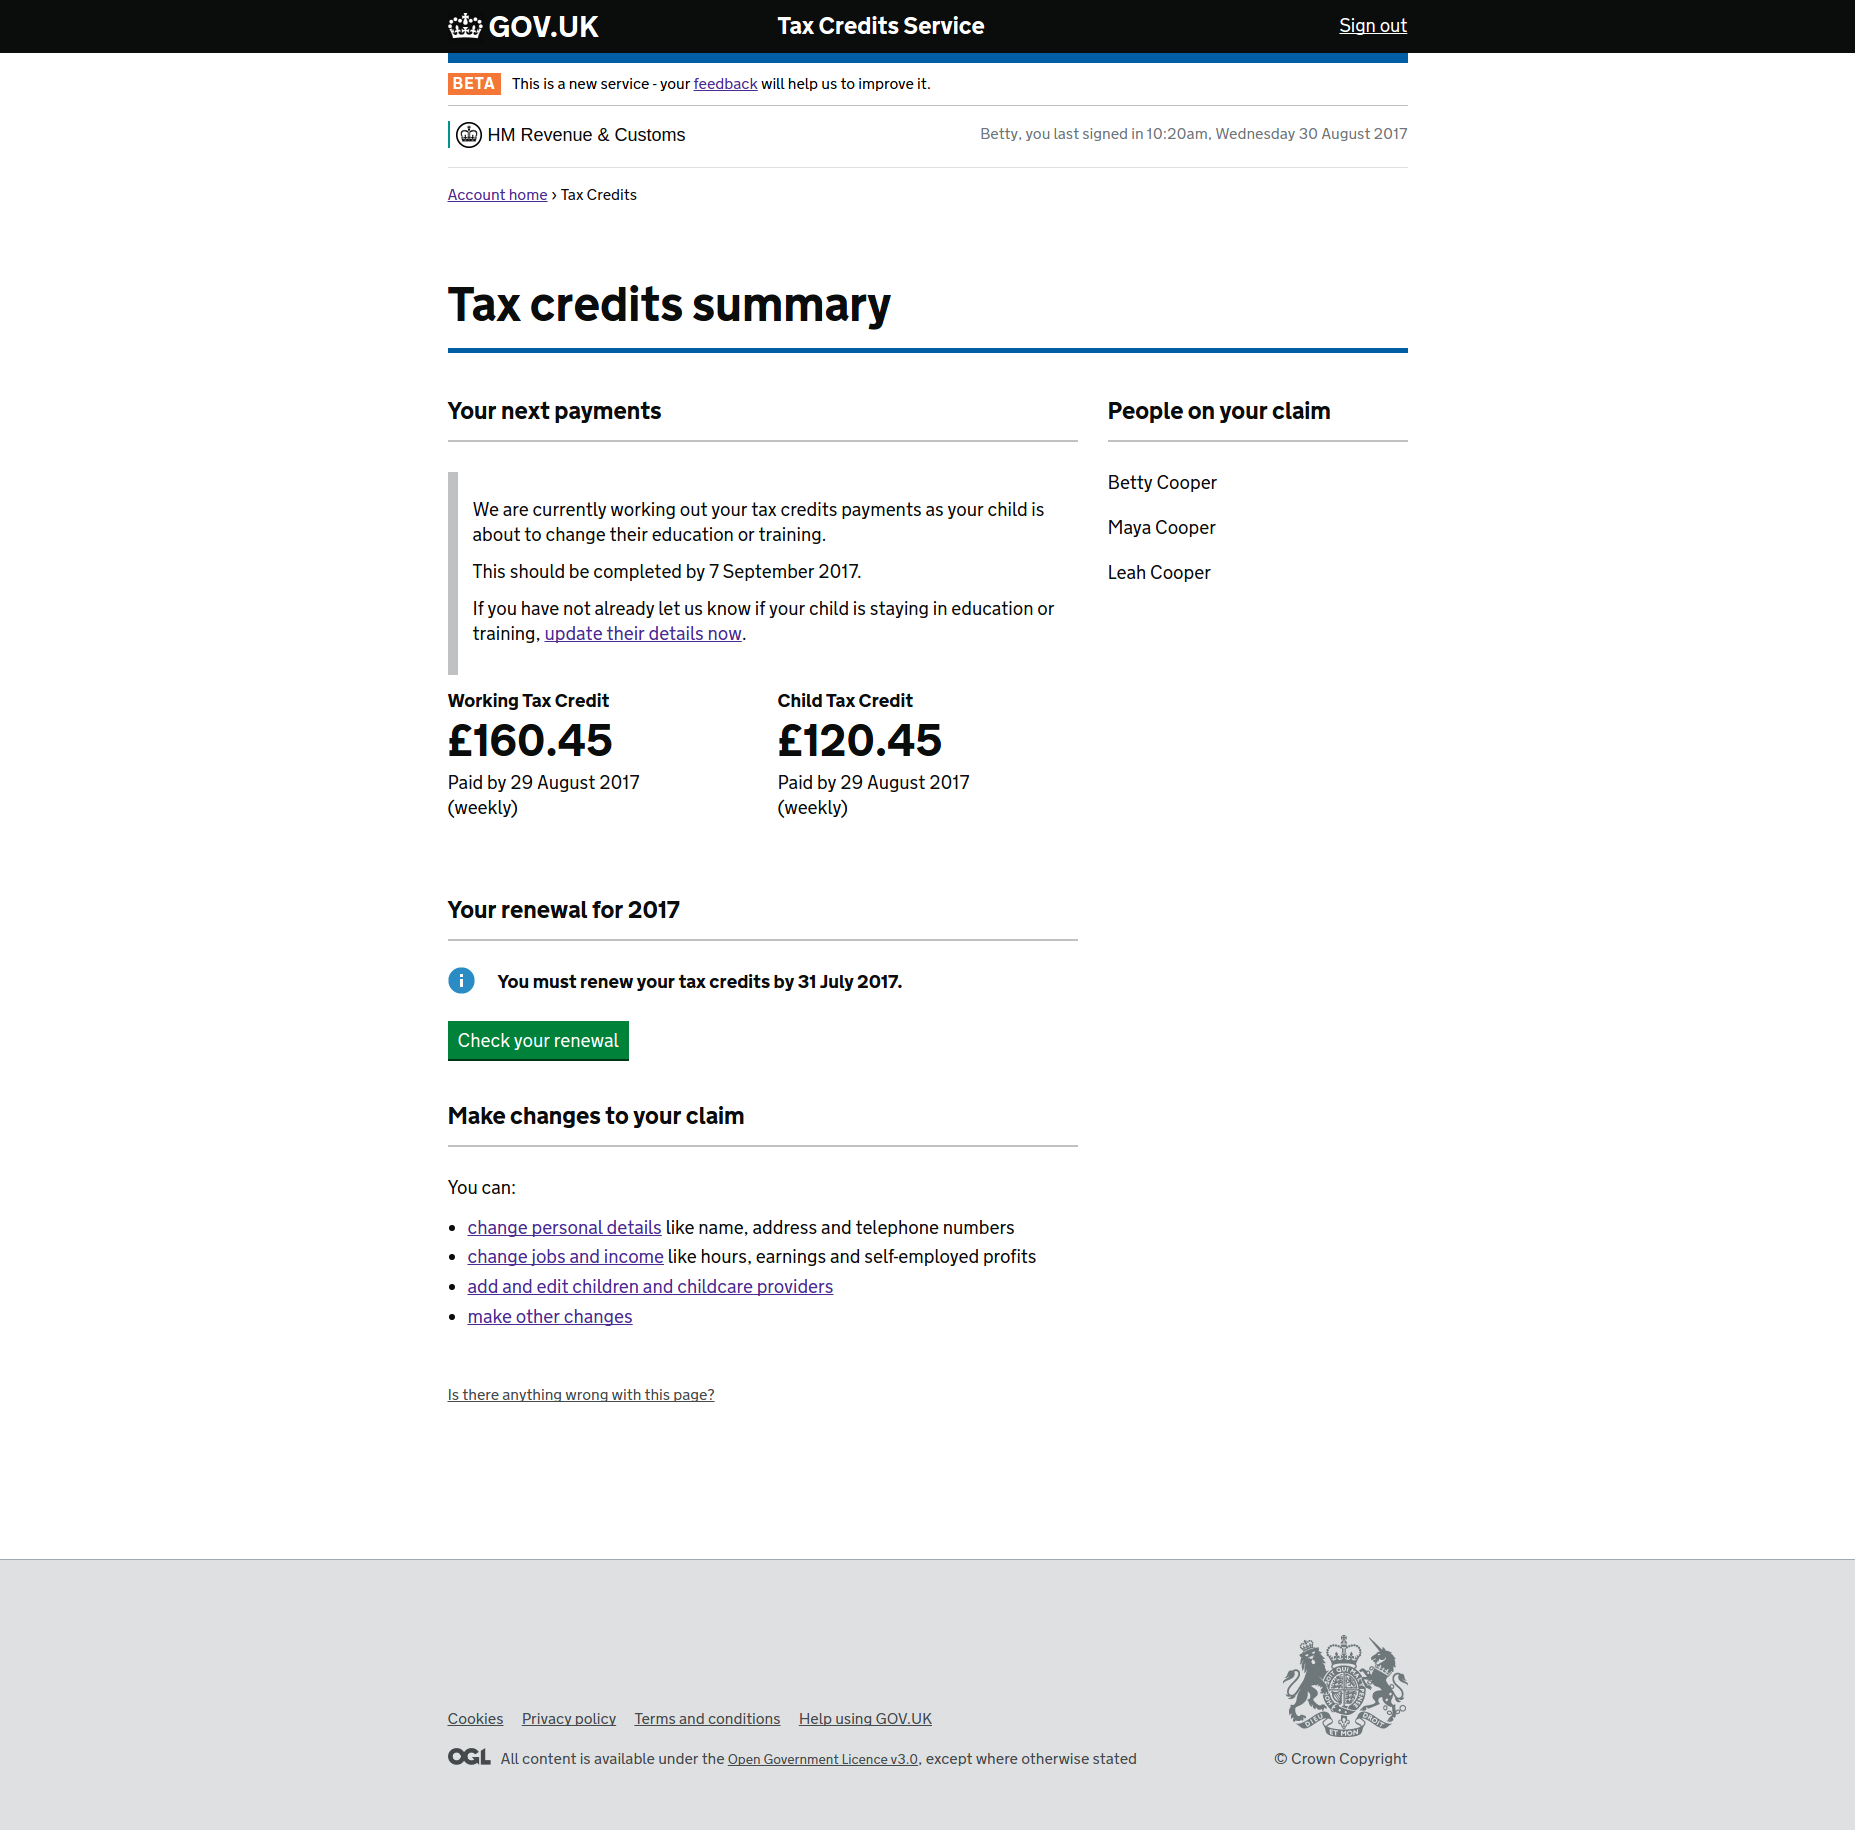 GOV.UK
Tax Credits Service
Sign out
BETA This is a new service - your feedback will help us to improve it.
HM Revenue & Customs
Betty, you last signed in 10:20am, Wednesday 30 August 2017
Account home › Tax Credits
Tax credits summary
Your next payments
We are currently working out your tax credits payments as your child is
about to change their education or training.
This should be completed by 7 September 2017.
If you have not already let us know if your child is staying in education or
training, update their details now.
Working Tax Credit
£160.45
Paid by 29 August 2017
(weekly)
Child Tax Credit
£120.45
Paid by 29 August 2017
(weekly)
People on your claim
Betty Cooper
Maya Cooper
Leah Cooper
Your renewal for 2017
You must renew your tax credits by 31 July 2017.
Check your renewal
Make changes to your claim
You can:
• change personal details like name, address and telephone numbers
• change jobs and income like hours, earnings and self-employed profits
• add and edit children and childcare providers
• make other changes
Is there anything wrong with this page?
Cookies Privacy policy Terms and conditions Help using GOV.UK
OGL All content is available under the Open Government Licence v3.0, except where otherwise stated
DIEU ET MON DROIT
© Crown Copyright